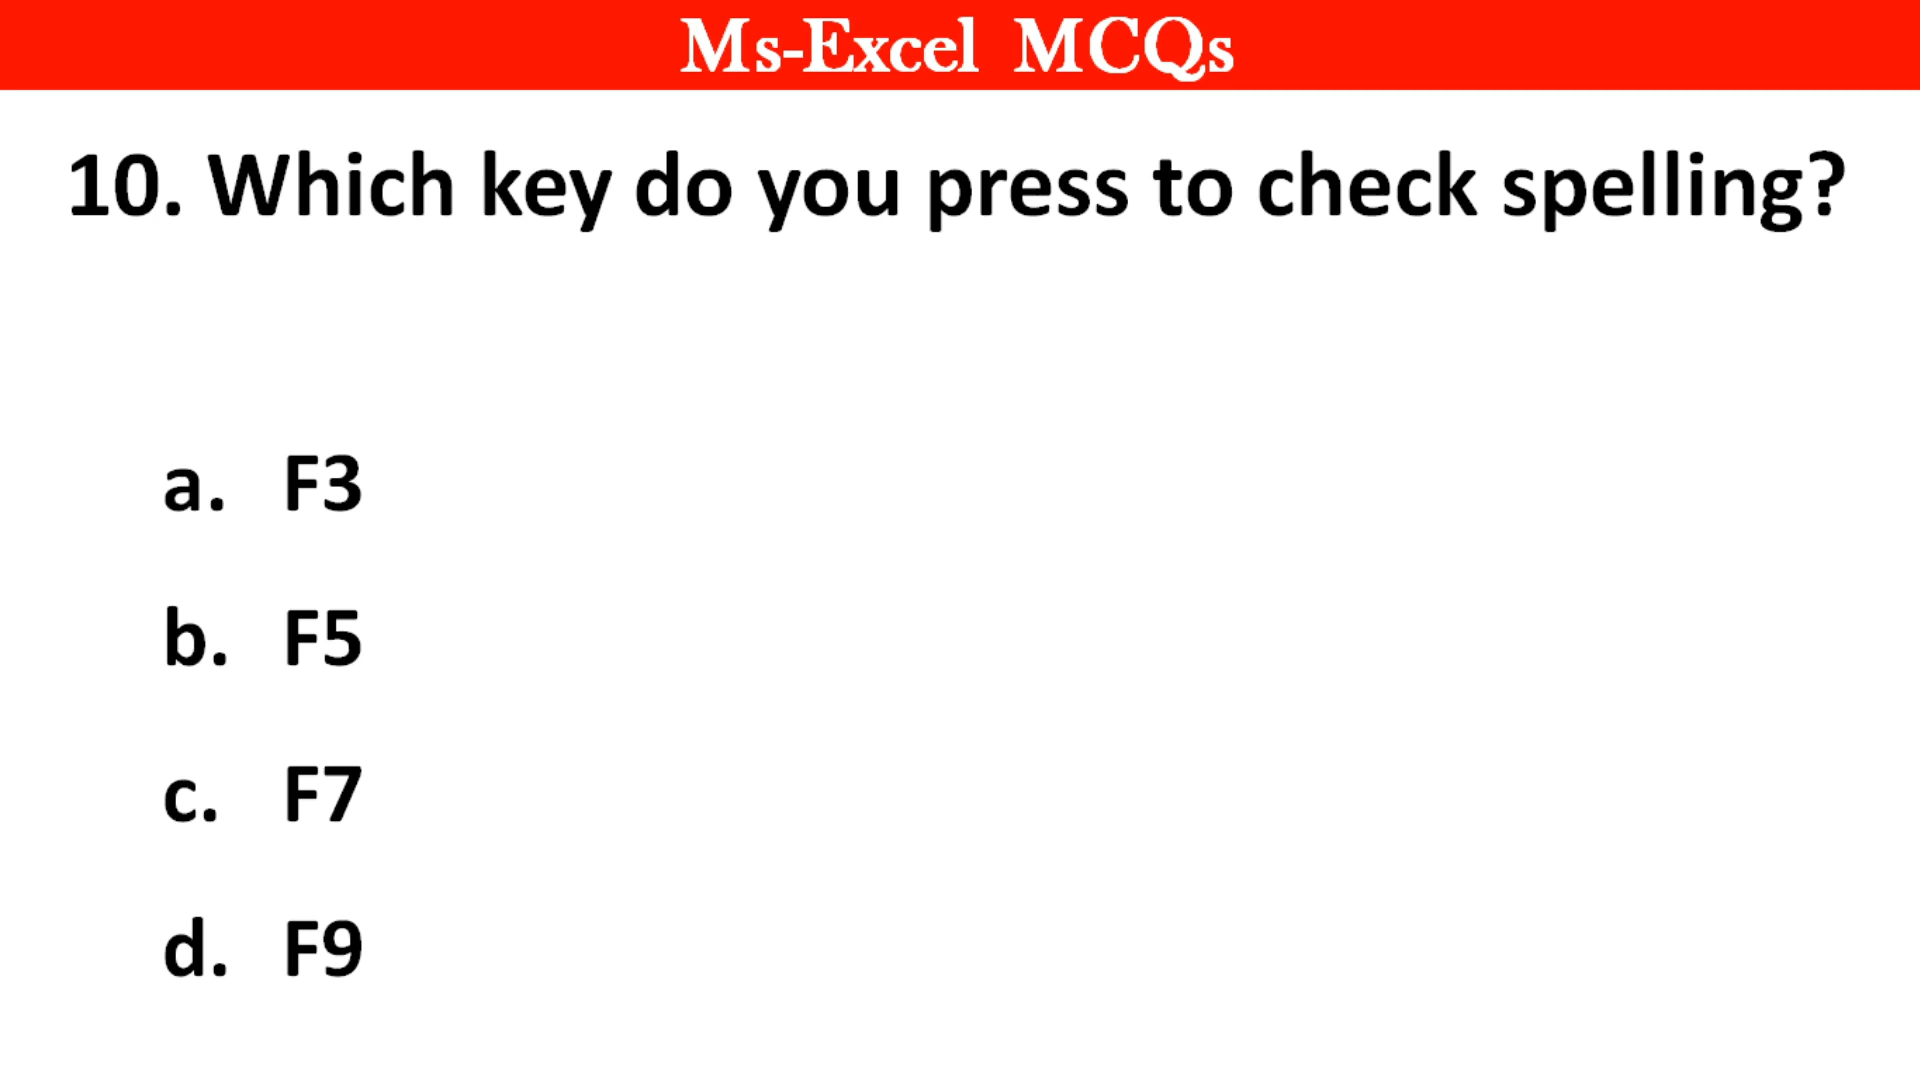 Ms-Excel MCQs
10. Which key do you press to check spelling?
a. F3
b. F5
c. F7
d. F9